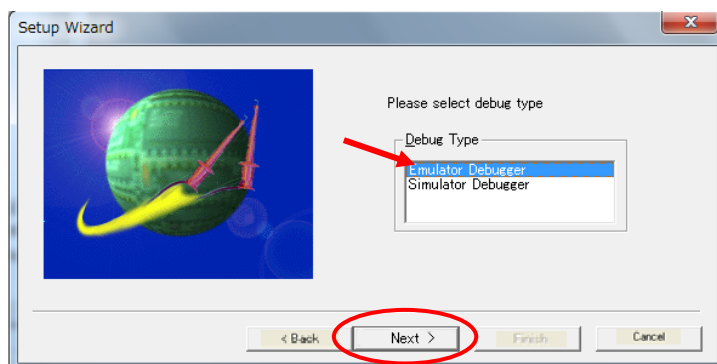 Setup Wizard
Please select debug type
Debug Type
Emulator Debugger
Simulator Debugger
< Back
Next >
Finish
Cancel